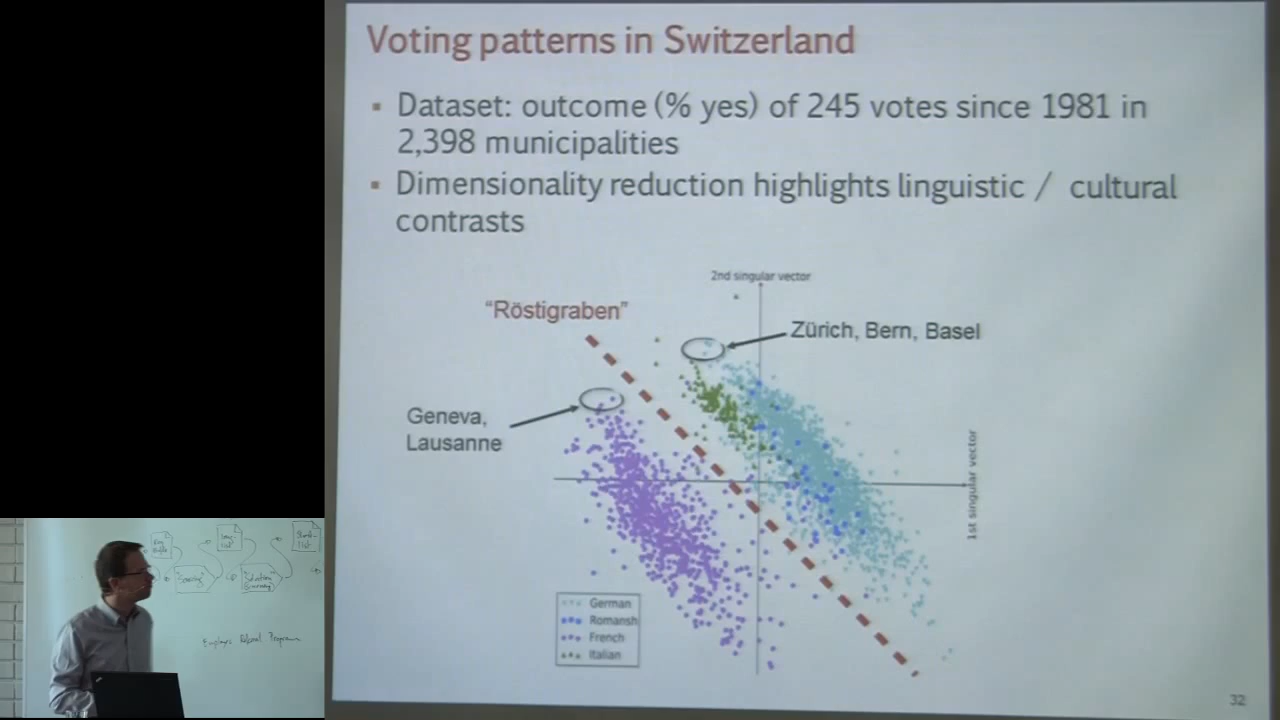 Voting patterns in Switzerland
Dataset: outcome (% yes) of 245 votes since 1981 in
2,398 municipalities
Dimensionality reduction highlights linguistic / cultural
contrasts
2nd singular vector
“Röstigraben”
Zürich, Bern, Basel
Geneva,
Lausanne
1st singular vector
German
Romansh
French
Italian
32